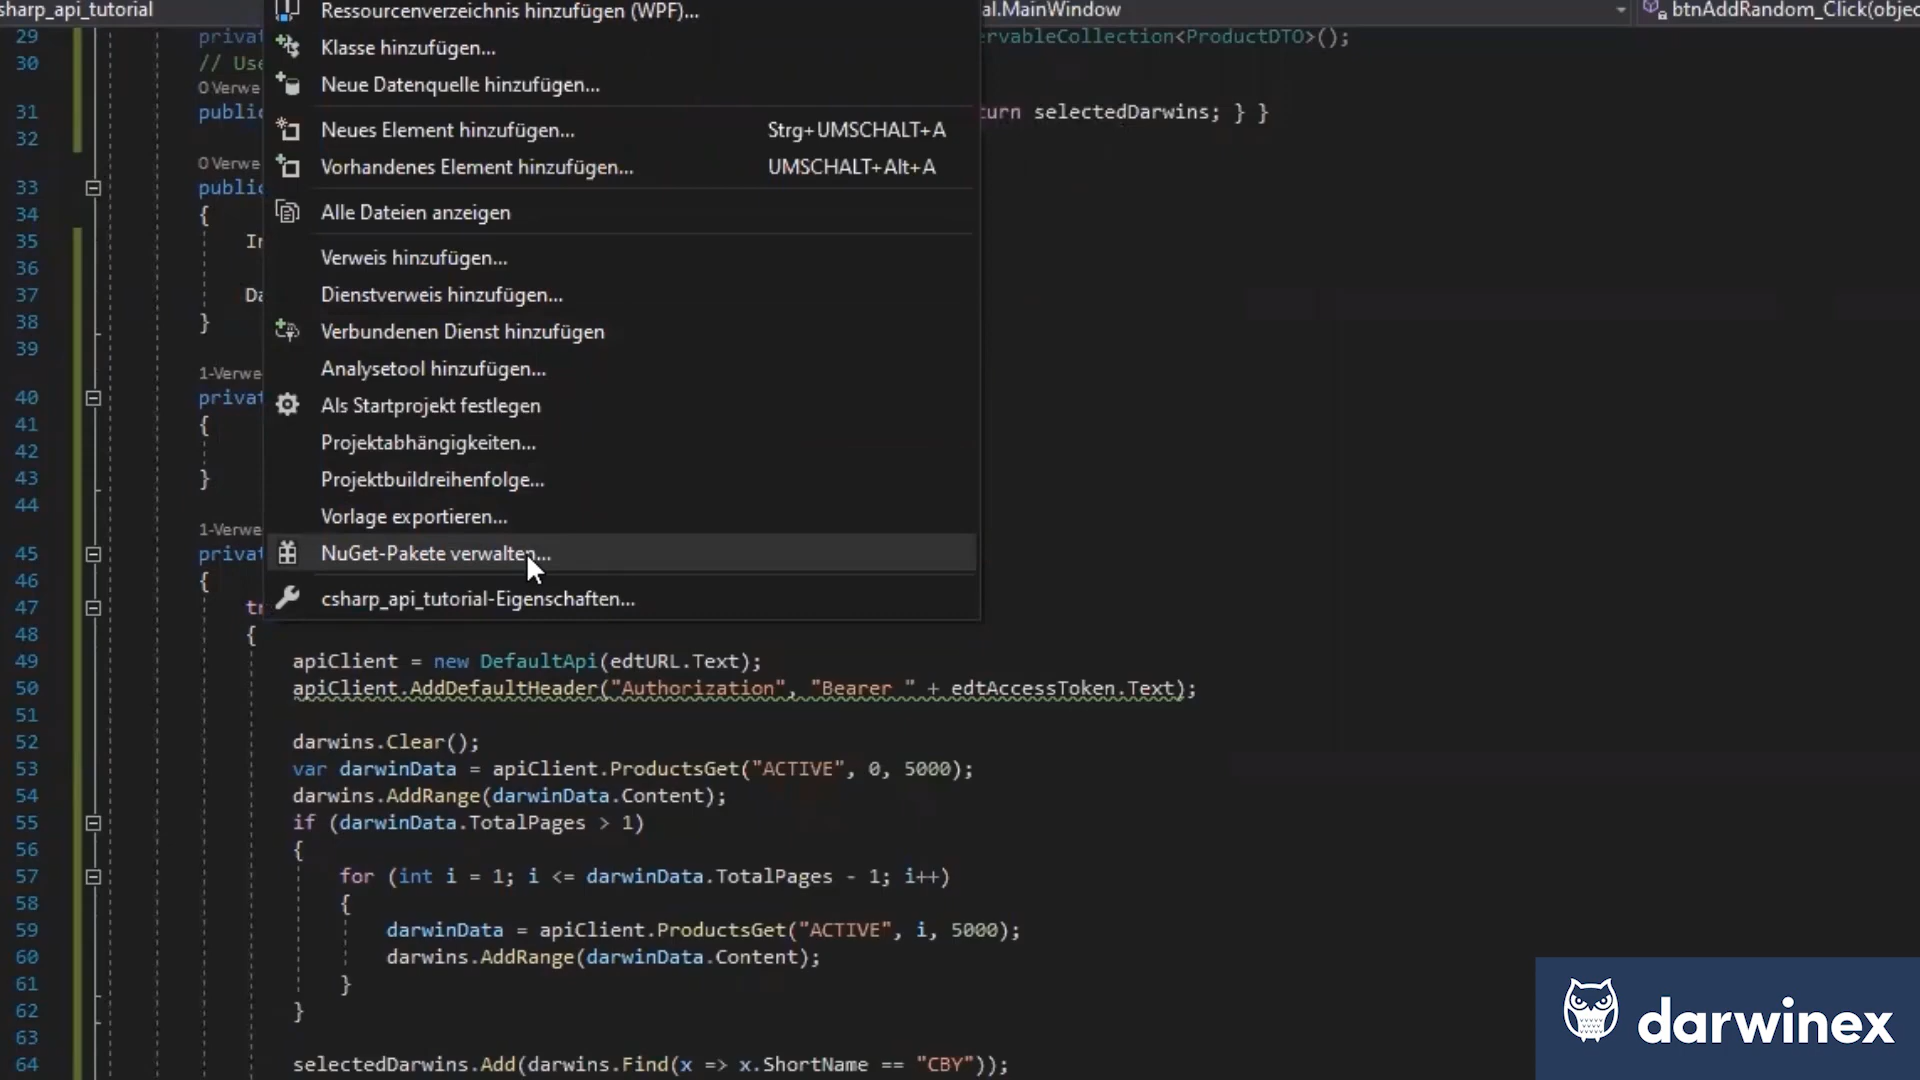 sharp_api_tutorial
al.MainWindow
btnAddRandom_Click(objec
Ressourcenverzeichnis hinzufügen (WPF)...
Klasse hinzufügen...
Neue Datenquelle hinzufügen...
Neues Element hinzufügen... Strg+UMSCHALT+A
Vorhandenes Element hinzufügen... UMSCHALT+Alt+A
Alle Dateien anzeigen
Verweis hinzufügen...
Dienstverweis hinzufügen...
Verbundenen Dienst hinzufügen
Analysetool hinzufügen...
Als Startprojekt festlegen
Projektabhängigkeiten...
Projektbuildreihenfolge...
Vorlage exportieren...
NuGet-Pakete verwalten...
csharp_api_tutorial-Eigenschaften...
29 privat ervableCollection<ProductDTO>();
30 // Use
0 Verwe
31 public turn selectedDarwins; } }
32
0 Verwe
33 public
34 {
35 In
36
37 Da
38 }
39
1-Verwe
40 privat
41 {
42
43 }
44
1-Verwe
45 privat
46 {
47 tr
48 {
49 apiClient = new DefaultApi(edtURL.Text);
50 apiClient.AddDefaultHeader("Authorization", "Bearer " + edtAccessToken.Text);
51
52 darwins.Clear();
53 var darwinData = apiClient.ProductsGet("ACTIVE", 0, 5000);
54 darwins.AddRange(darwinData.Content);
55 if (darwinData.TotalPages > 1)
56 {
57 for (int i = 1; i <= darwinData.TotalPages - 1; i++)
58 {
59 darwinData = apiClient.ProductsGet("ACTIVE", i, 5000);
60 darwins.AddRange(darwinData.Content);
61 }
62 }
63
64 selectedDarwins.Add(darwins.Find(x => x.ShortName == "CBY"));
darwinex